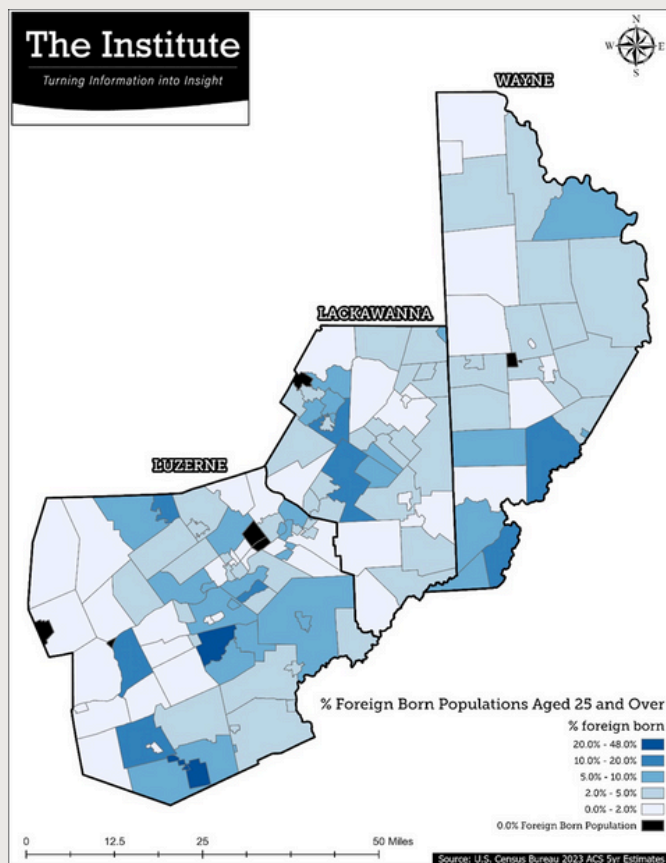 The Institute
Turning Information into Insight
N
W E
S
WAYNE
LACKAWANNA
LUZERNE
% Foreign Born Populations Aged 25 and Over
% foreign born
20.0% - 48.0%
10.0% - 20.0%
5.0% - 10.0%
2.0% - 5.0%
0.0% - 2.0%
0.0% Foreign Born Population
0 12.5 25 50 Miles
Source: U.S. Census Bureau 2023 ACS 5yr Estimates